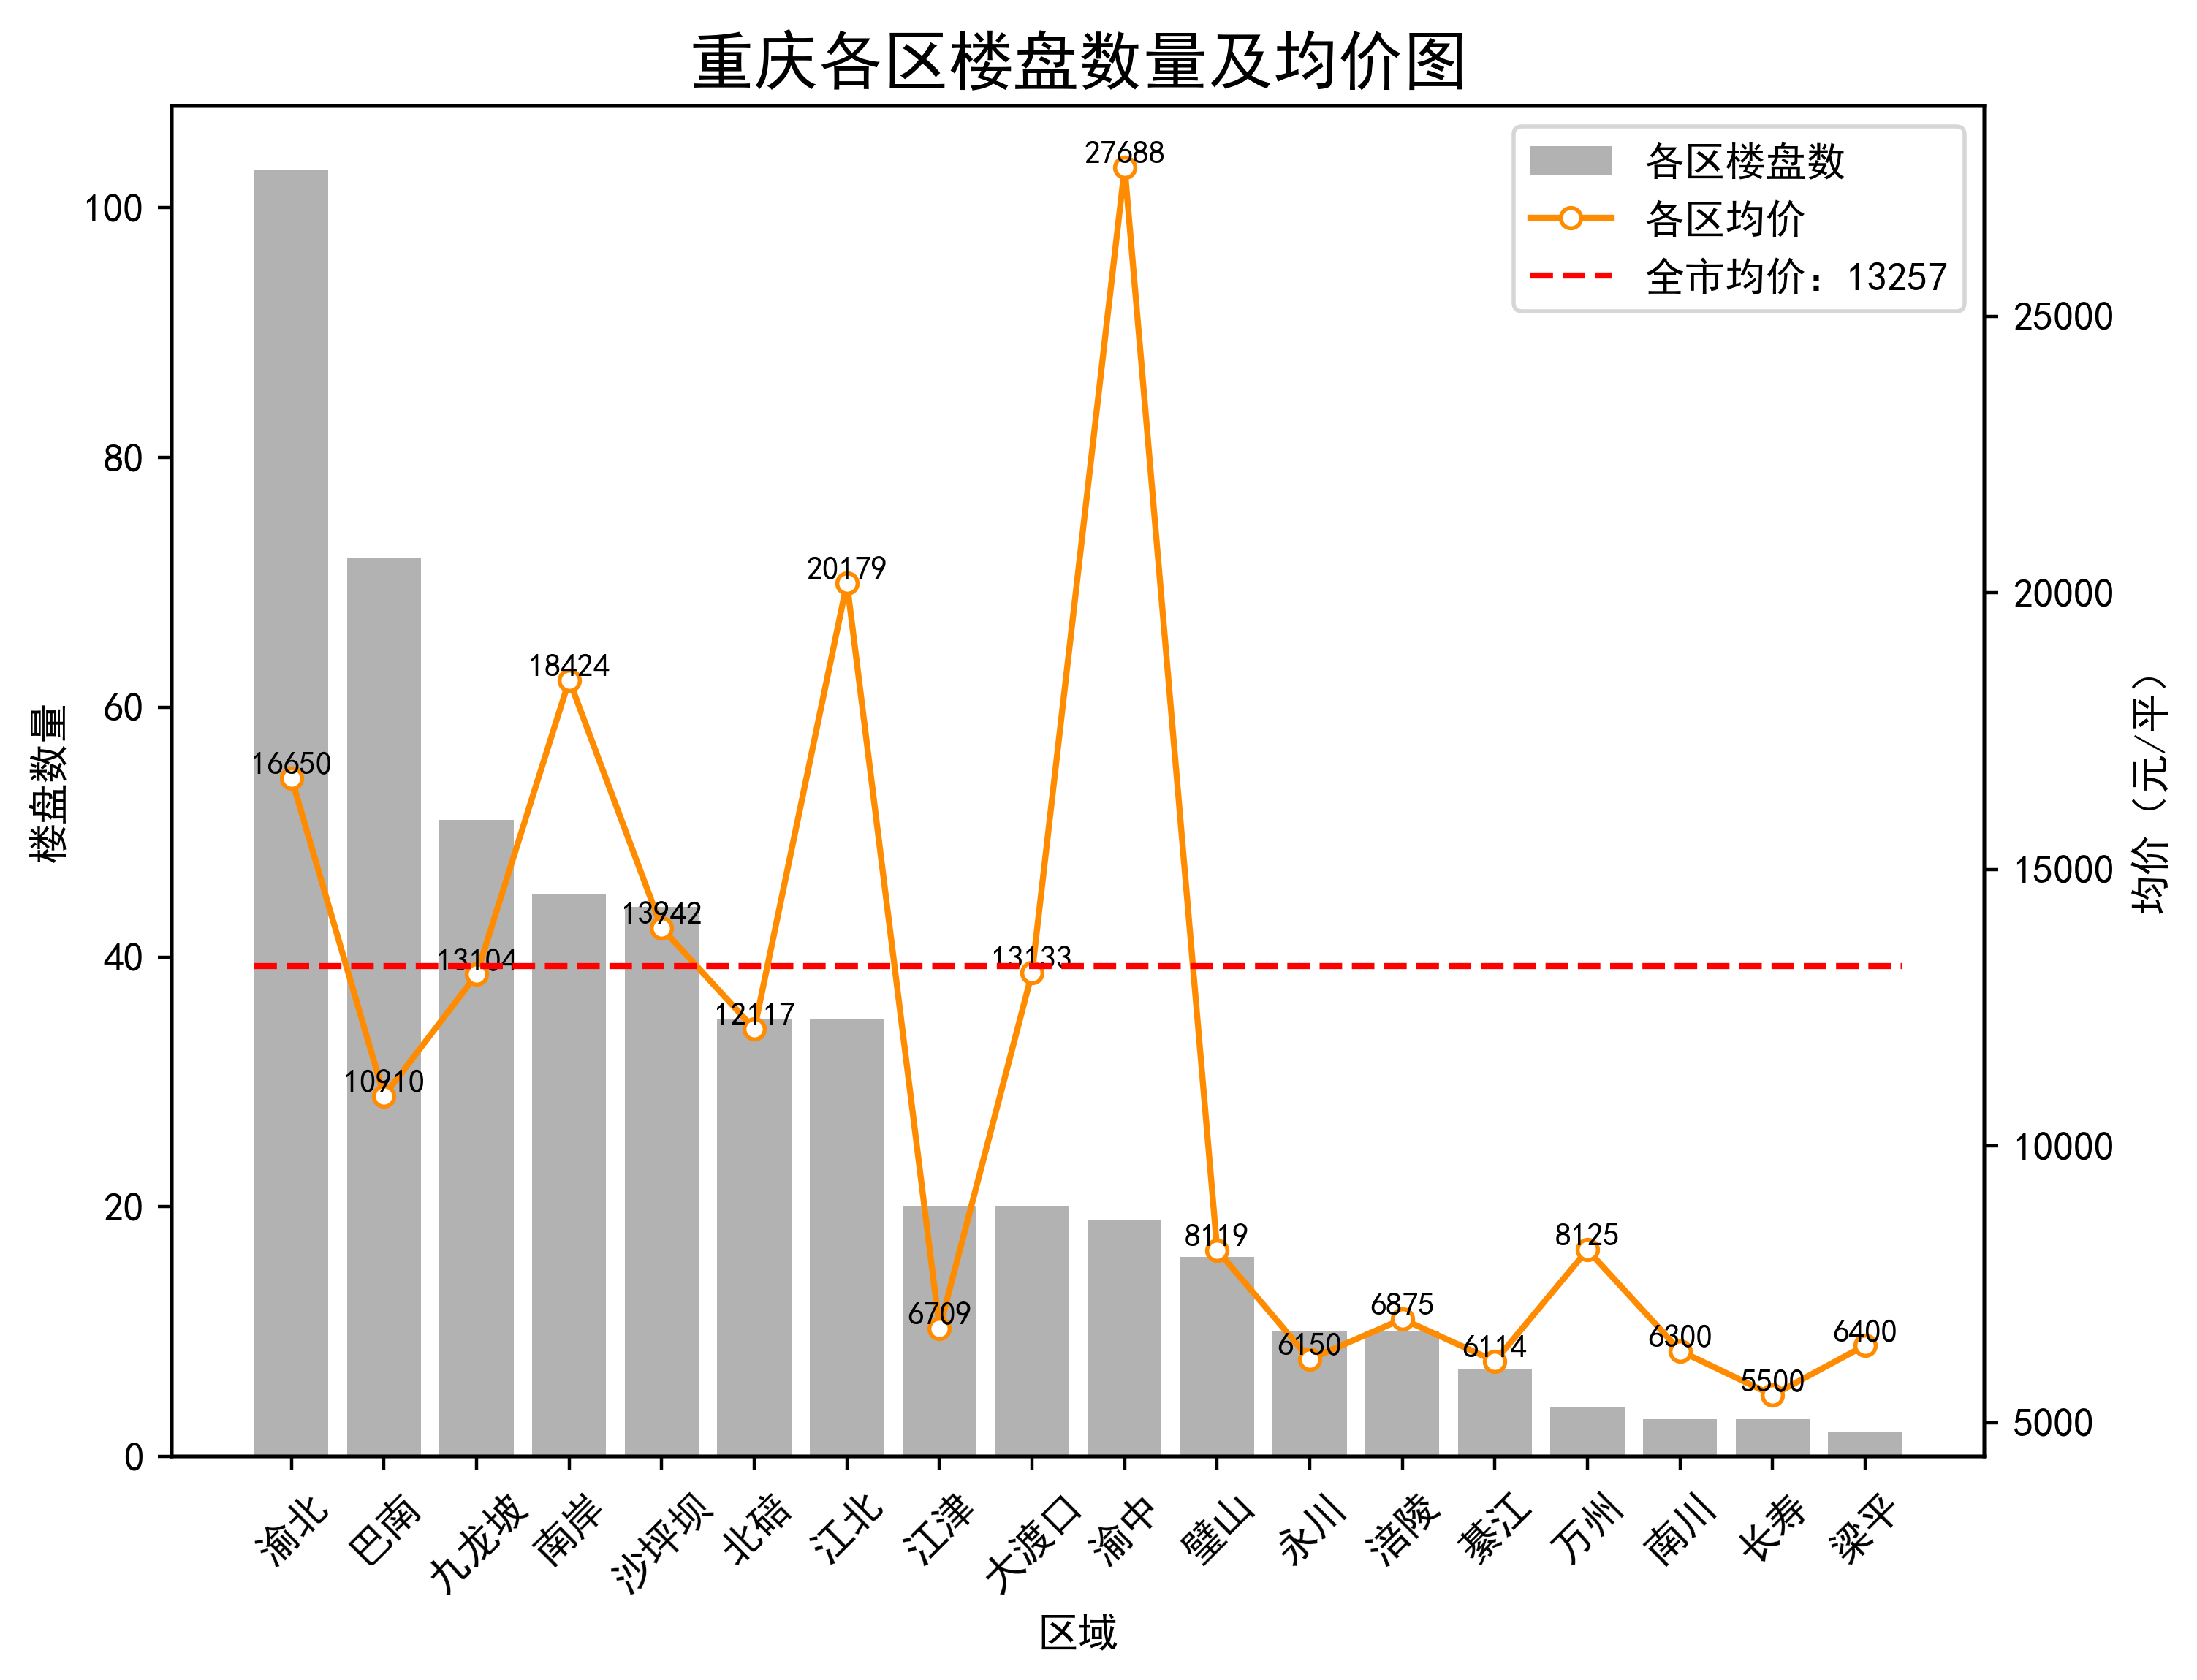 重庆各区楼盘数量及均价图
各区楼盘数
各区均价
全市均价: 13257
楼盘数量
100
80
60
40
20
0
均价（元/平）
25000
20000
15000
10000
5000
16650
10910
13104
18424
13942
12117
20179
6709
13133
27688
8119
6150
6875
6114
8125
6300
5500
6400
渝北
巴南
九龙坡
南岸
沙坪坝
北碚
江北
江津
大渡口
渝中
璧山
永川
涪陵
綦江
万州
南川
长寿
梁平
区域